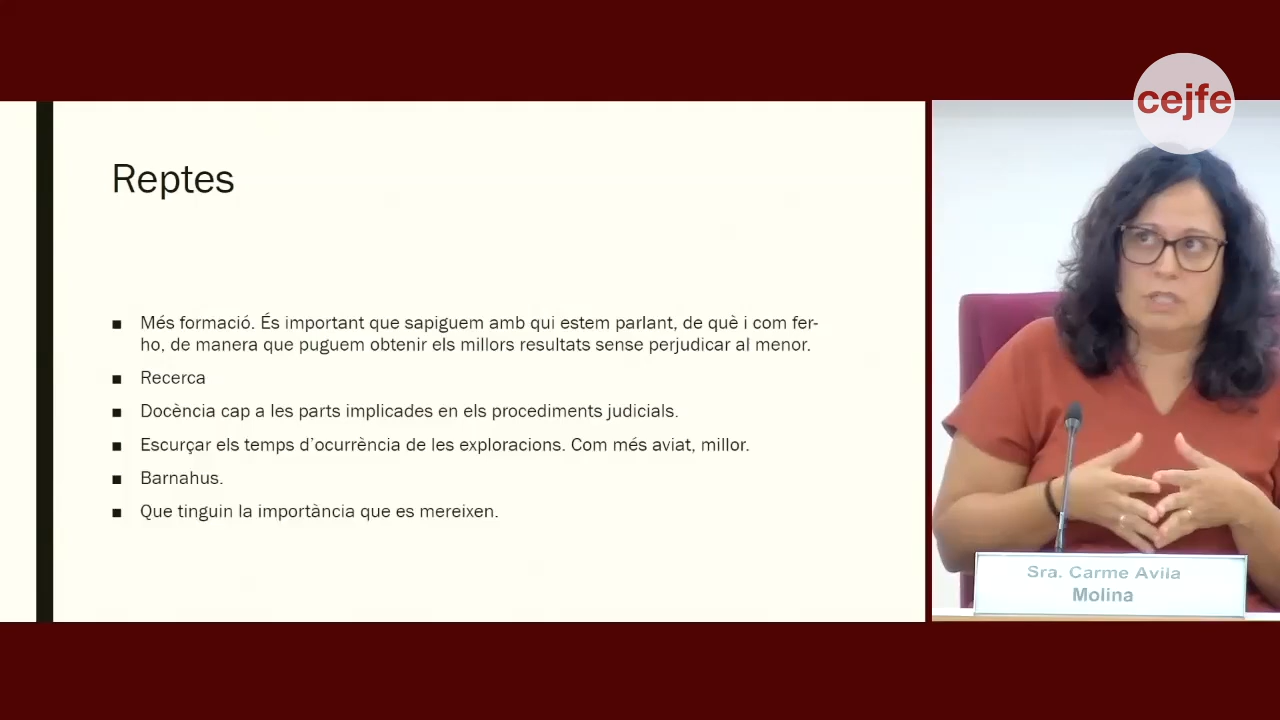 cejfe
Reptes
■ Més formació. És important que sapiguem amb qui estem parlant, de què i com fer-
ho, de manera que puguem obtenir els millors resultats sense perjudicar al menor.
■ Recerca
■ Docència cap a les parts implicades en els procediments judicials.
■ Escurçar els temps d’ocurrència de les exploracions. Com més aviat, millor.
■ Barnahus.
■ Que tinguin la importància que es mereixen.
Sra. Carme Avila
Molina